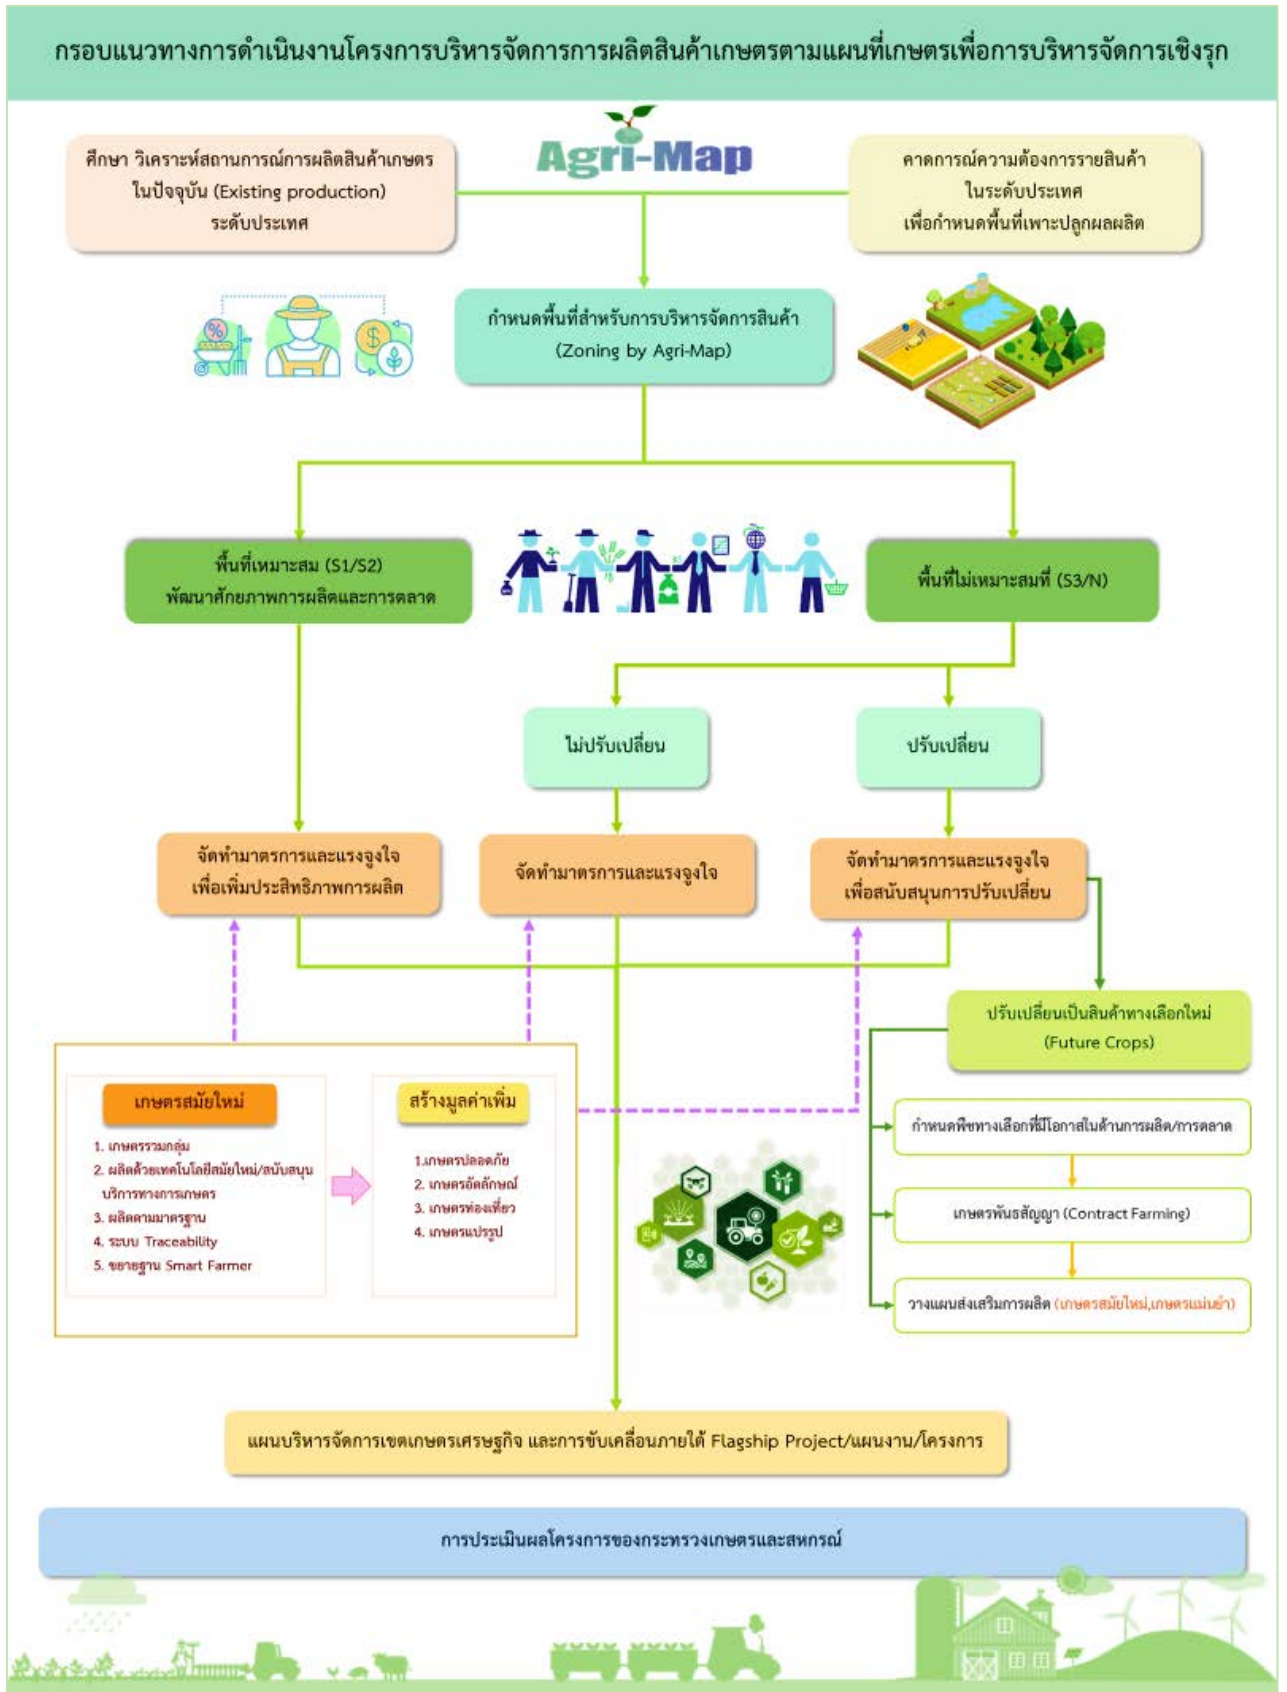 กรอบแนวทางการดำเนินงานโครงการบริหารจัดการการผลิตสินค้าเกษตรตามแผนที่เกษตรเพื่อการบริหารจัดการเชิงรุก
Agri-Map
ศึกษา วิเคราะห์สถานการณ์การผลิตสินค้าเกษตร
ในปัจจุบัน (Existing production)
ระดับประเทศ
คาดการณ์ความต้องการรายสินค้า
ในระดับประเทศ
เพื่อกำหนดพื้นที่เพาะปลูกผลผลิต
กำหนดพื้นที่สำหรับการบริหารจัดการสินค้า
(Zoning by Agri-Map)
พื้นที่เหมาะสม (S1/S2)
พัฒนาศักยภาพการผลิตและการตลาด
พื้นที่ไม่เหมาะสมที่ (S3/N)
ไม่ปรับเปลี่ยน
ปรับเปลี่ยน
จัดทำมาตรการและแรงจูงใจ
เพื่อเพิ่มประสิทธิภาพการผลิต
จัดทำมาตรการและแรงจูงใจ
จัดทำมาตรการและแรงจูงใจ
เพื่อสนับสนุนการปรับเปลี่ยน
ปรับเปลี่ยนเป็นสินค้าทางเลือกใหม่
(Future Crops)
กำหนดพืชทางเลือกที่มีโอกาสในด้านการผลิต/การตลาด
เกษตรพันธสัญญา (Contract Farming)
วางแผนส่งเสริมการผลิต (เกษตรสมัยใหม่,เกษตรแม่นยำ)
เกษตรสมัยใหม่
1. เกษตรรวมกลุ่ม
2. ผลิตด้วยเทคโนโลยีสมัยใหม่/สนับสนุน
บริการทางการเกษตร
3. ผลิตตามมาตรฐาน
4. ระบบ Traceability
5. ขยายฐาน Smart Farmer
สร้างมูลค่าเพิ่ม
1.เกษตรปลอดภัย
2. เกษตรอัตลักษณ์
3. เกษตรท่องเที่ยว
4. เกษตรแปรรูป
แผนบริหารจัดการเขตเกษตรเศรษฐกิจ และการขับเคลื่อนภายใต้ Flagship Project/แผนงาน/โครงการ
การประเมินผลโครงการของกระทรวงเกษตรและสหกรณ์